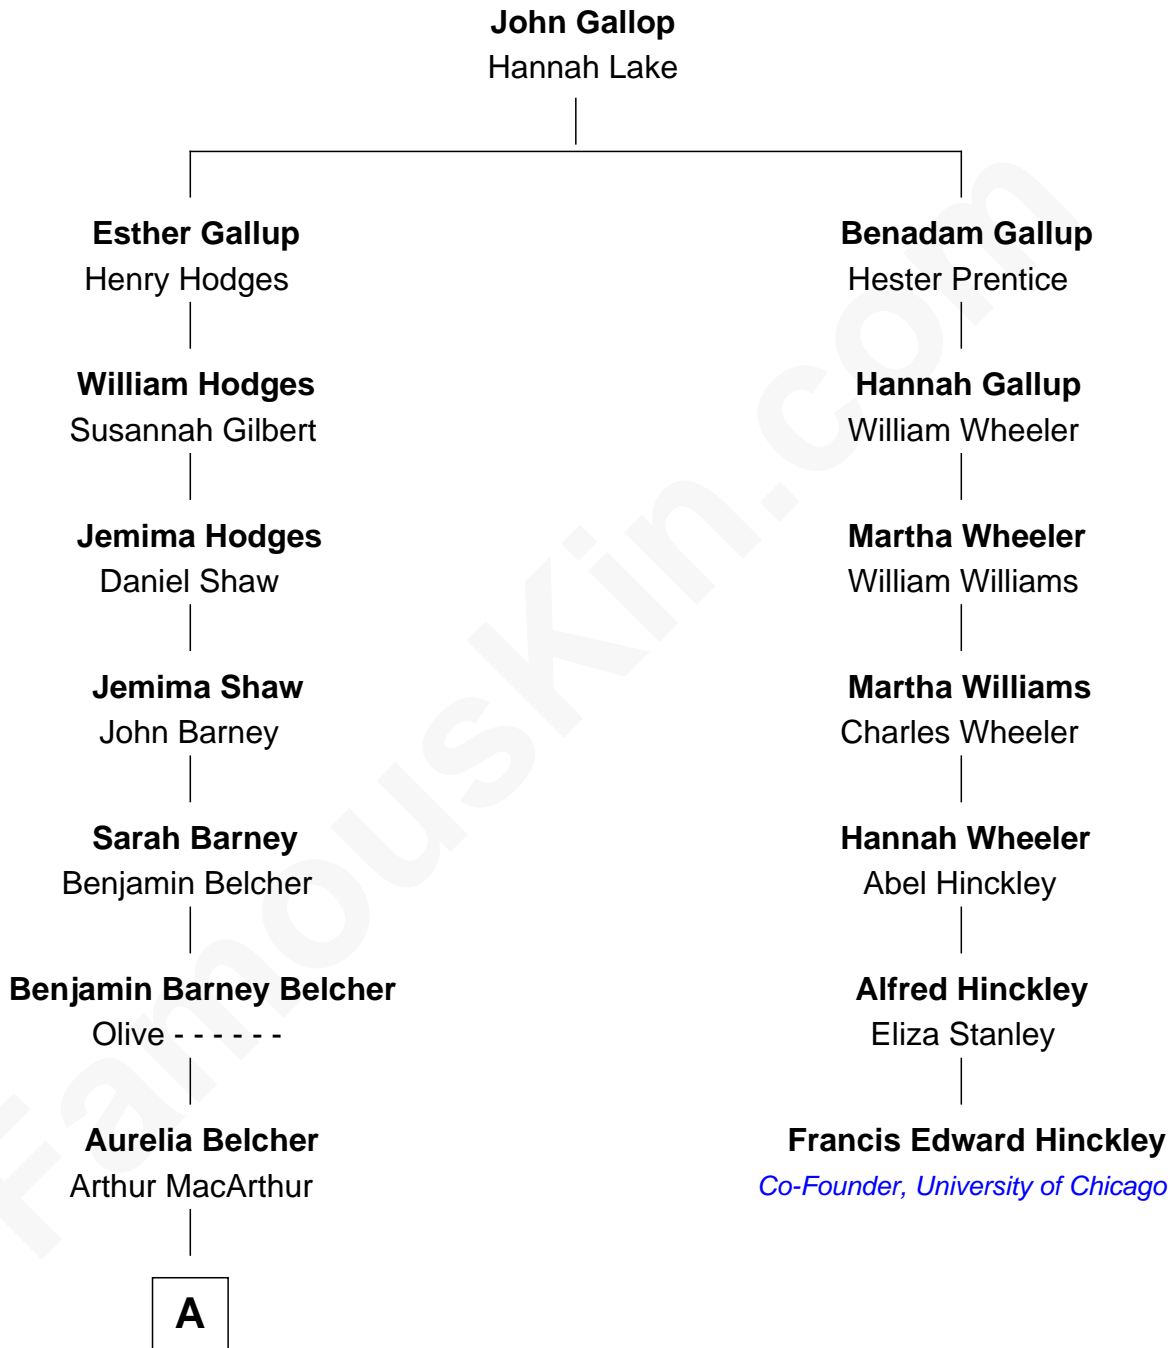 John Gallop
Hannah Lake
Esther Gallup
Henry Hodges
William Hodges
Susannah Gilbert
Jemima Hodges
Daniel Shaw
Jemima Shaw
John Barney
Sarah Barney
Benjamin Belcher
Benjamin Barney Belcher
Olive - - - - - -
Aurelia Belcher
Arthur MacArthur
A
Benadam Gallup
Hester Prentice
Hannah Gallup
William Wheeler
Martha Wheeler
William Williams
Martha Williams
Charles Wheeler
Hannah Wheeler
Abel Hinckley
Alfred Hinckley
Eliza Stanley
Francis Edward Hinckley
Co-Founder, University of Chicago
FamousKin.com